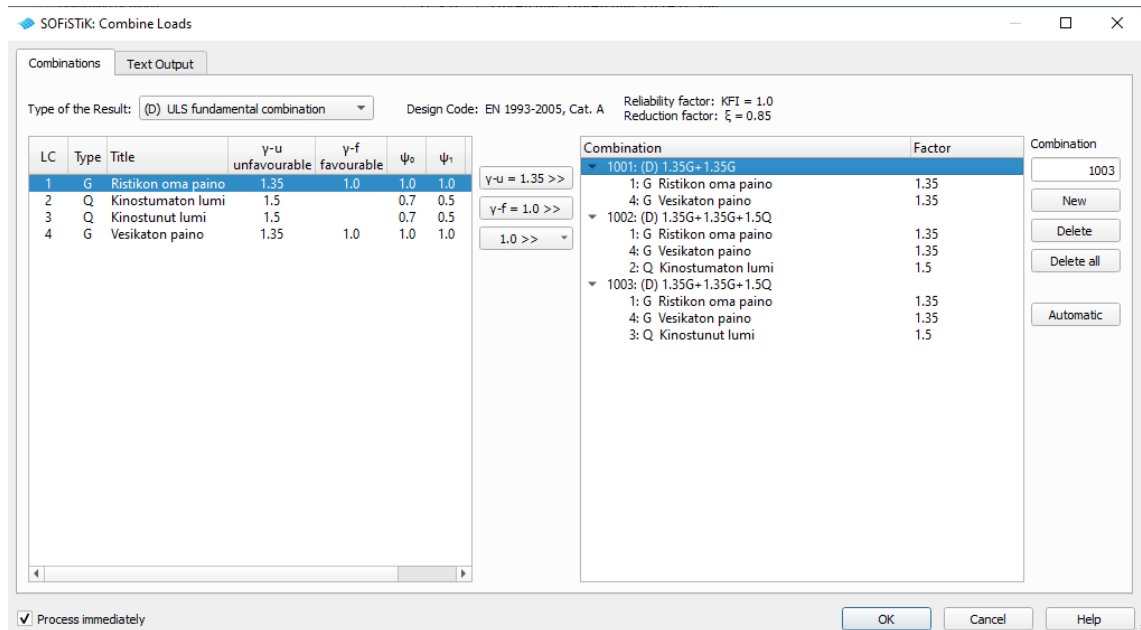 SOFiSTiK: Combine Loads
Combinations Text Output
Type of the Result: (D) ULS fundamental combination Design Code: EN 1993-2005, Cat. A
Reliability factor: KFI = 1.0
Reduction factor: ξ = 0.85
LC Type Title γ-u unfavourable γ-f favourable ψ₀ ψ₁
1 G Ristikon oma paino 1.35 1.0 1.0 1.0
2 Q Kinostumaton lumi 1.5 0.7 0.5
3 Q Kinostunut lumi 1.5 0.7 0.5
4 G Vesikaton paino 1.35 1.0 1.0 1.0
γ-u = 1.35 >>
γ-f = 1.0 >>
1.0 >>
Combination Factor
1001: (D) 1.35G+1.35G
1: G Ristikon oma paino 1.35
4: G Vesikaton paino 1.35
1002: (D) 1.35G+1.35G+1.5Q
1: G Ristikon oma paino 1.35
4: G Vesikaton paino 1.35
2: Q Kinostumaton lumi 1.5
1003: (D) 1.35G+1.35G+1.5Q
1: G Ristikon oma paino 1.35
4: G Vesikaton paino 1.35
3: Q Kinostunut lumi 1.5
Combination
1003
New
Delete
Delete all
Automatic
Process immediately
OK Cancel Help